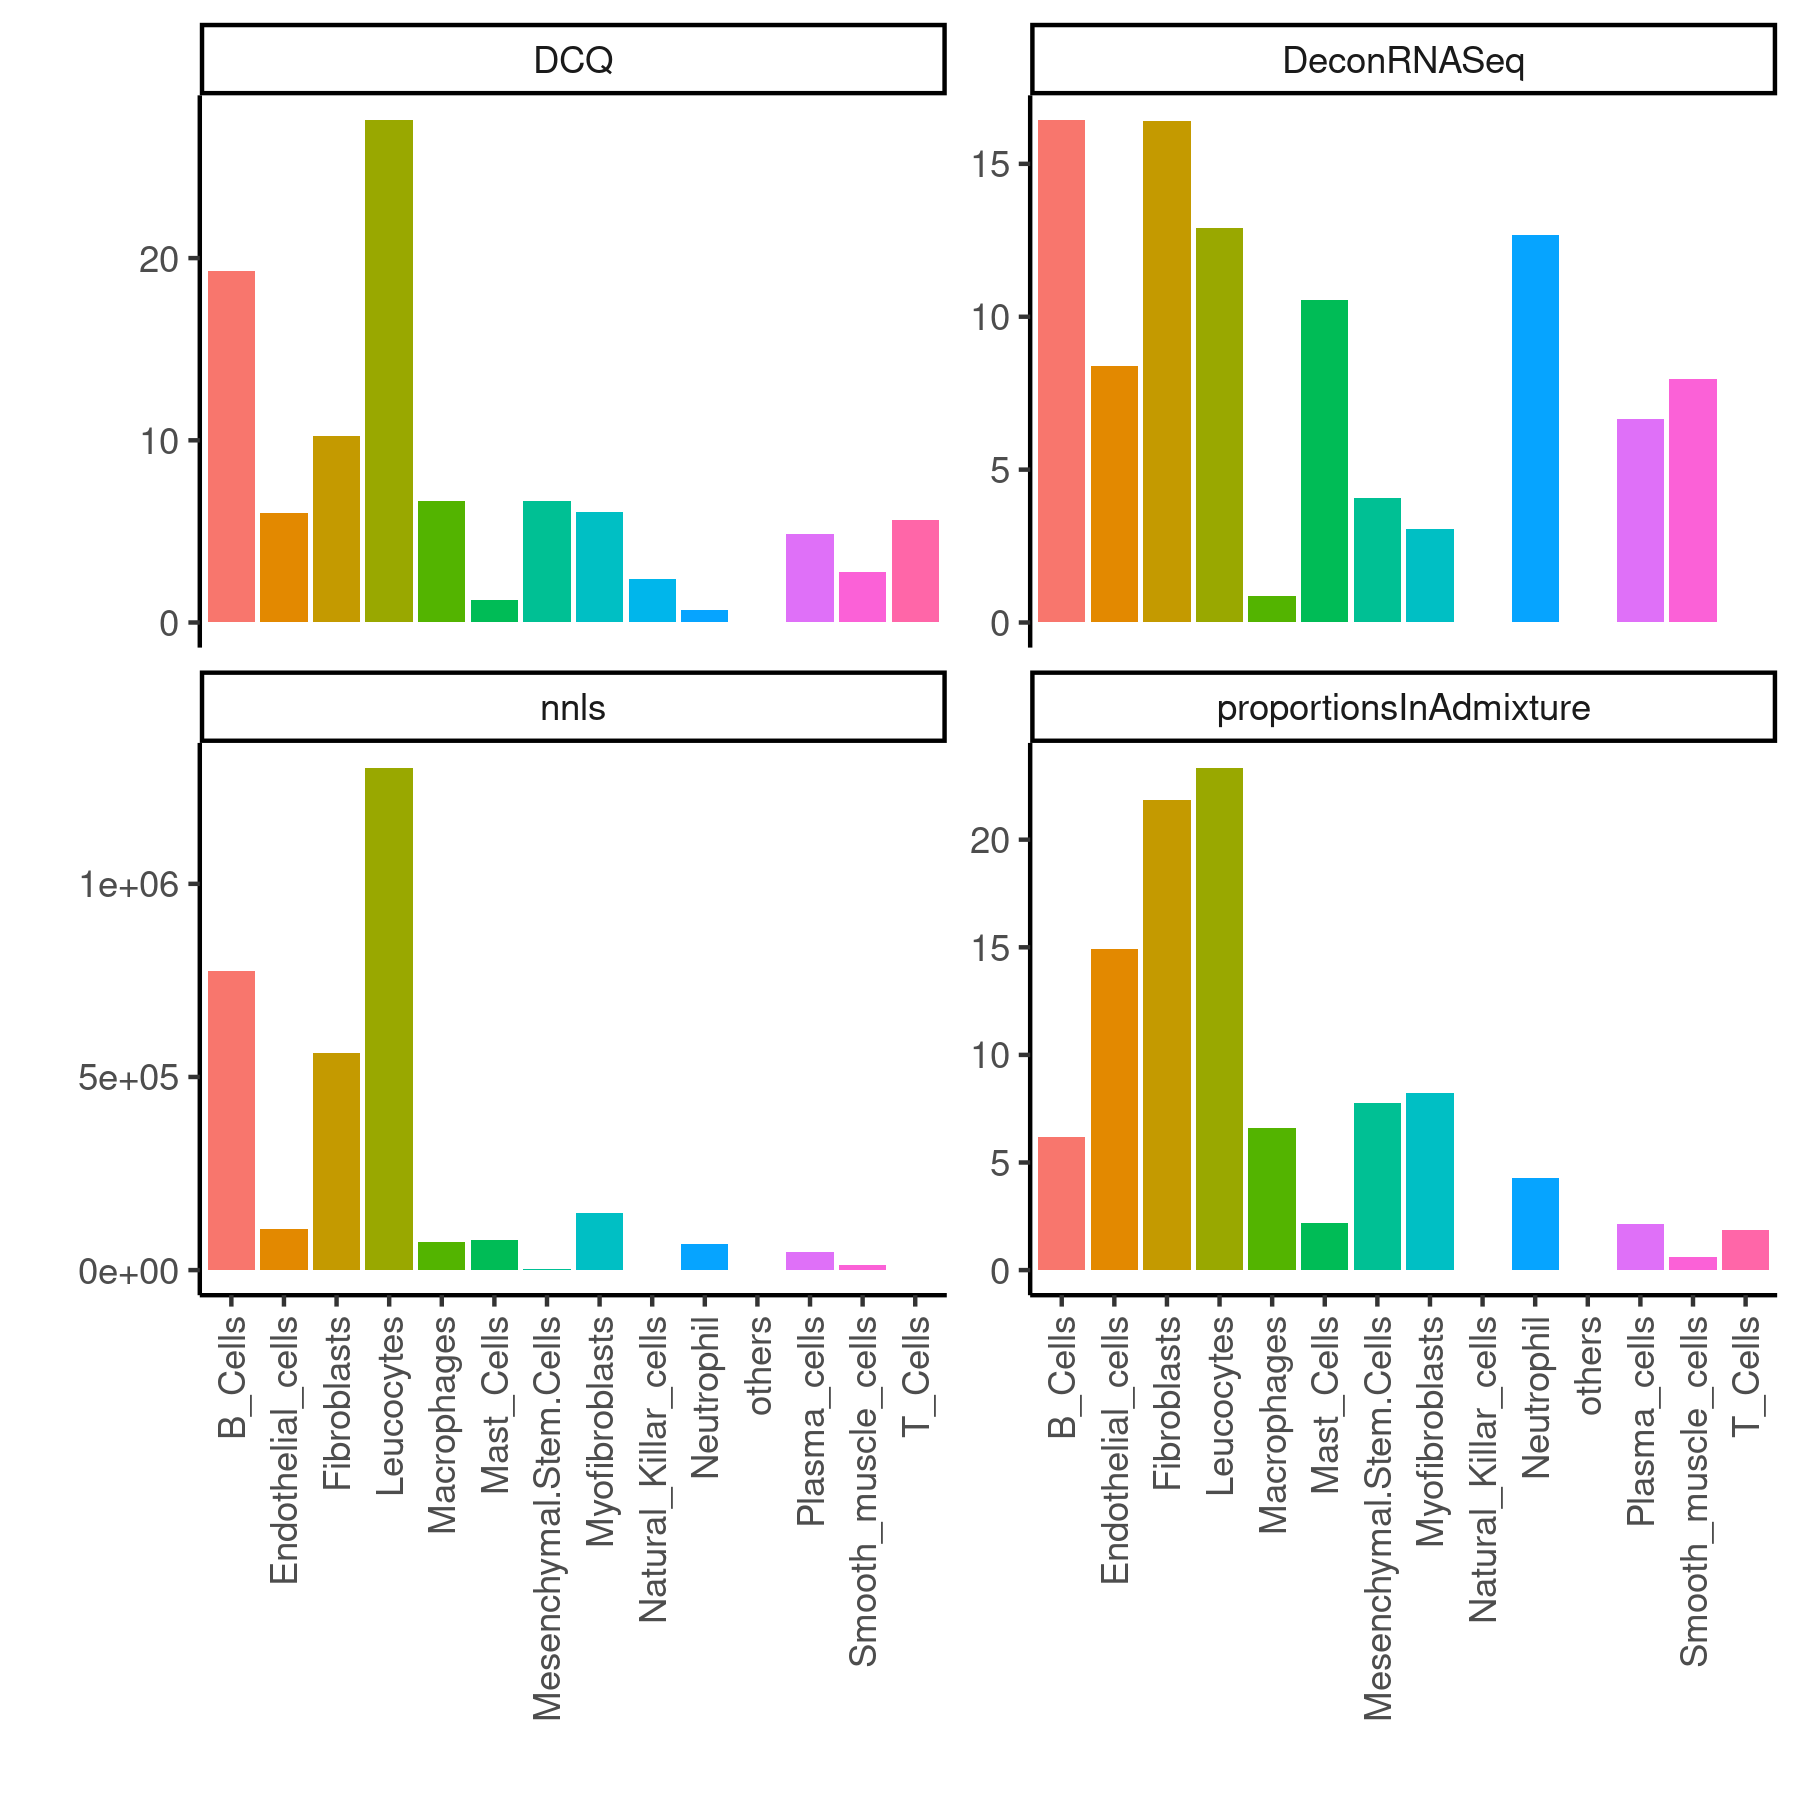 DCQ
DeconRNASeq
20
10
0
15
10
5
0
nnls
proportionsInAdmixture
1e+06
5e+05
0e+00
20
15
10
5
0
B_Cells
Endothelial_cells
Fibroblasts
Leucocytes
Macrophages
Mast_Cells
Mesenchymal.Stem.Cells
Myofibroblasts
Natural_Killar_cells
Neutrophil
others
Plasma_cells
Smooth_muscle_cells
T_Cells
B_Cells
Endothelial_cells
Fibroblasts
Leucocytes
Macrophages
Mast_Cells
Mesenchymal.Stem.Cells
Myofibroblasts
Natural_Killar_cells
Neutrophil
others
Plasma_cells
Smooth_muscle_cells
T_Cells